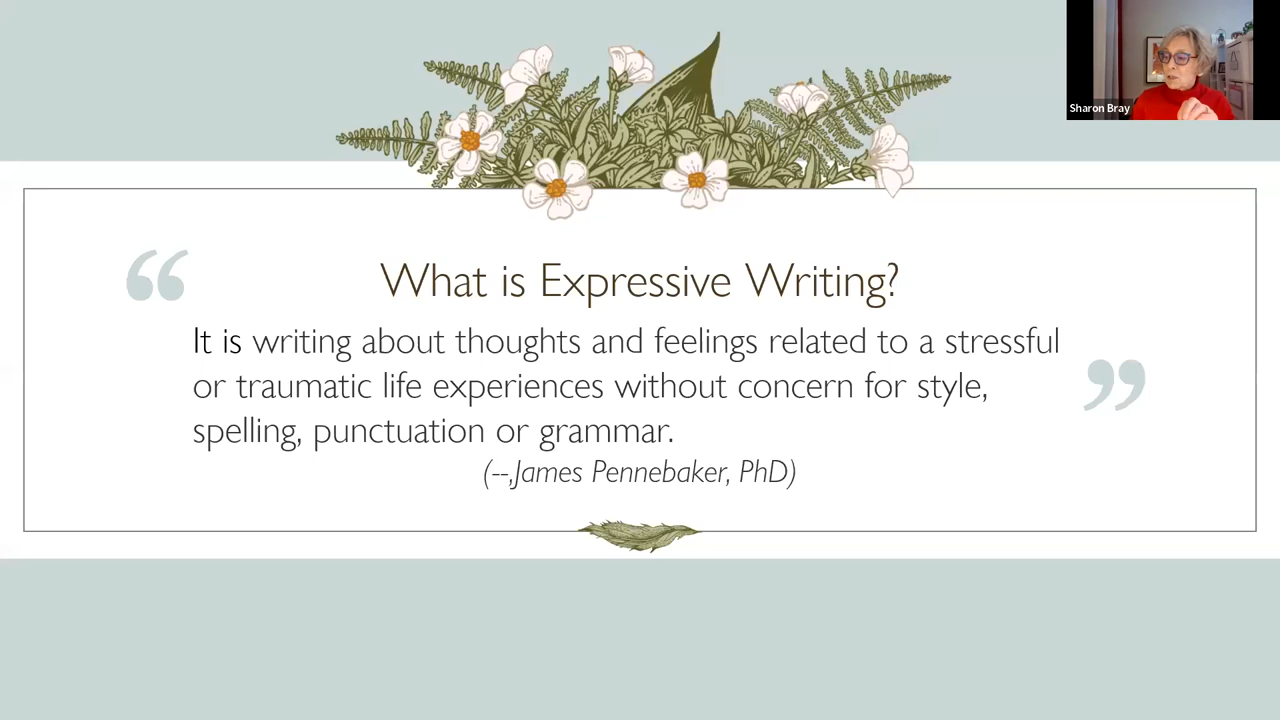 Sharon Bray
“
What is Expressive Writing?
It is writing about thoughts and feelings related to a stressful
or traumatic life experiences without concern for style,
”
spelling, punctuation or grammar.
(--,James Pennebaker, PhD)